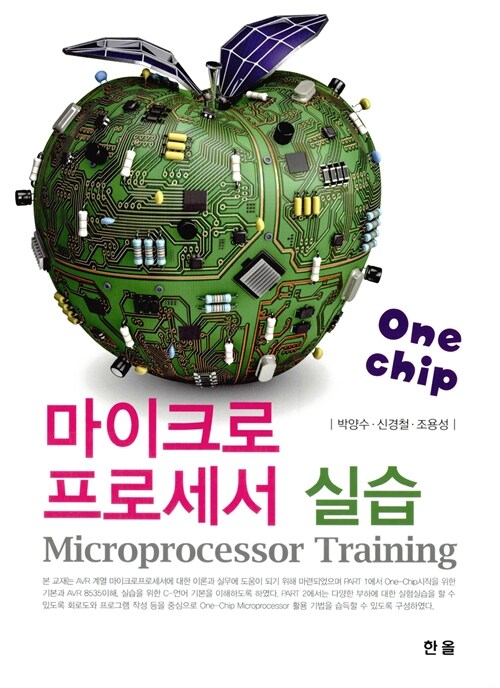 One
chip
마이크로
| 박양수 · 신경철 · 조용성 |
프로세서 실습
Microprocessor Training
본 교재는 AVR 계열 마이크로프로세서에 대한 이론과 실무에 도움이 되기 위해 마련되었으며 PART 1에서 One-Chip시작을 위한
기본과 AVR 8535이해, 실습을 위한 C-언어 기본을 이해하도록 하였다. PART 2에서는 다양한 부하에 대한 실험실습을 할 수
있도록 회로도와 프로그램 작성 등을 중심으로 One-Chip Microprocessor 활용 기법을 습득할 수 있도록 구성하였다.
한올